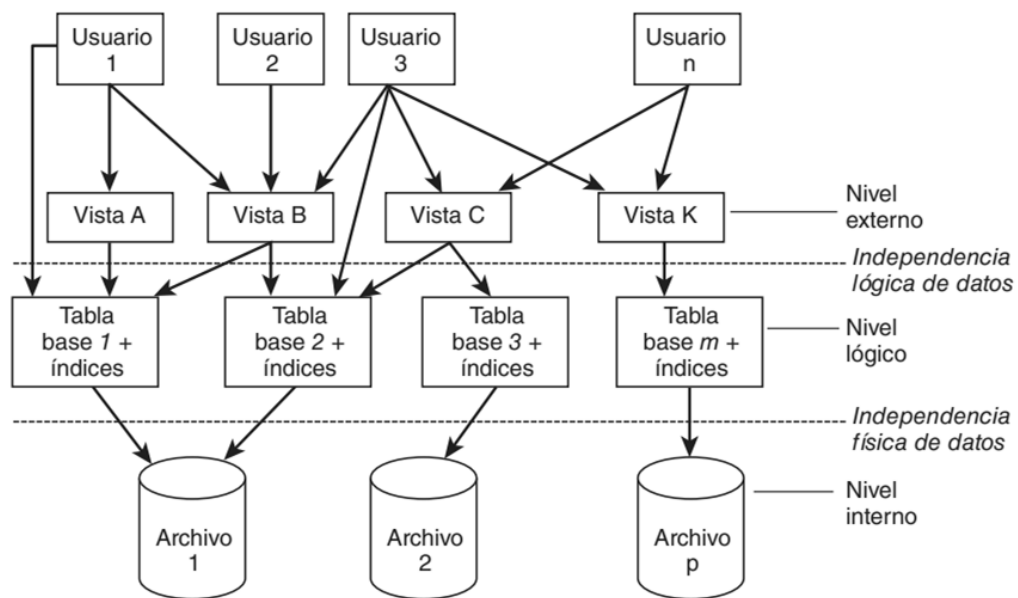 Usuario
1
Usuario
2
Usuario
3
Usuario
n
Vista A
Vista B
Vista C
Vista K
Nivel
externo
Independencia
lógica de datos
Tabla
base 1 +
índices
Tabla
base 2 +
índices
Tabla
base 3 +
índices
Tabla
base m +
índices
Nivel
lógico
Independencia
física de datos
Archivo
1
Archivo
2
Archivo
p
Nivel
interno